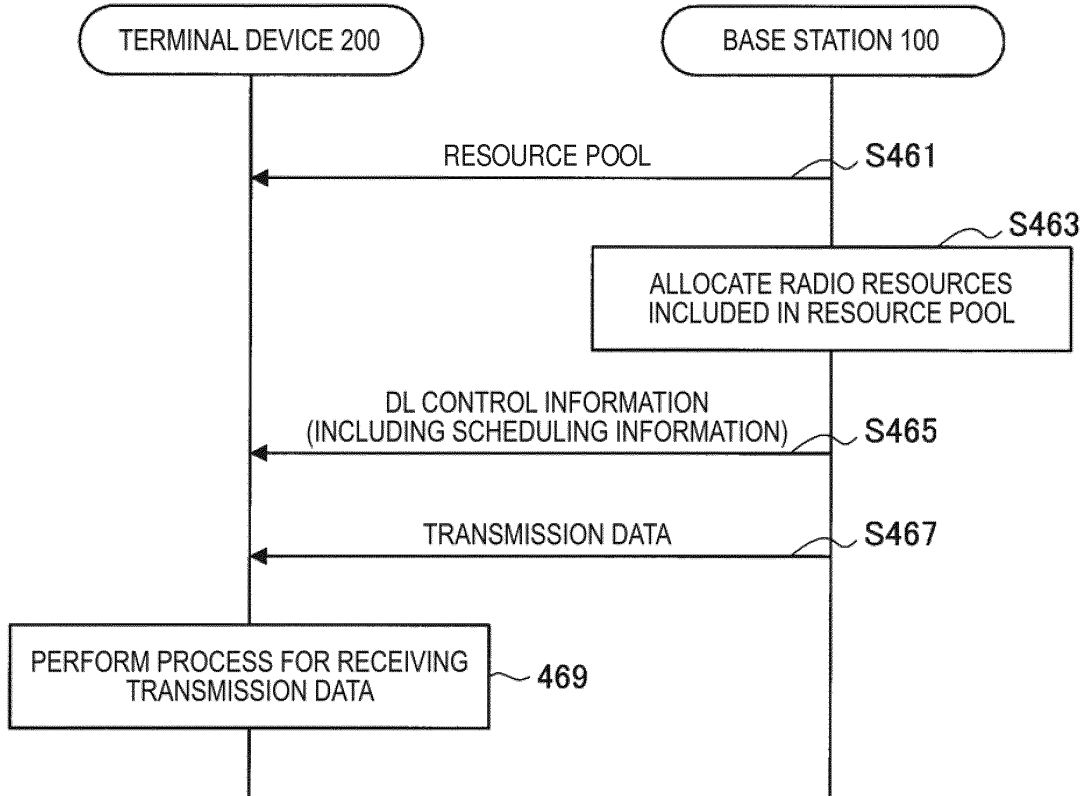 TERMINAL DEVICE 200
BASE STATION 100
RESOURCE POOL
S461
S463
ALLOCATE RADIO RESOURCES
INCLUDED IN RESOURCE POOL
DL CONTROL INFORMATION
(INCLUDING SCHEDULING INFORMATION)
S465
TRANSMISSION DATA
S467
PERFORM PROCESS FOR RECEIVING
TRANSMISSION DATA
469